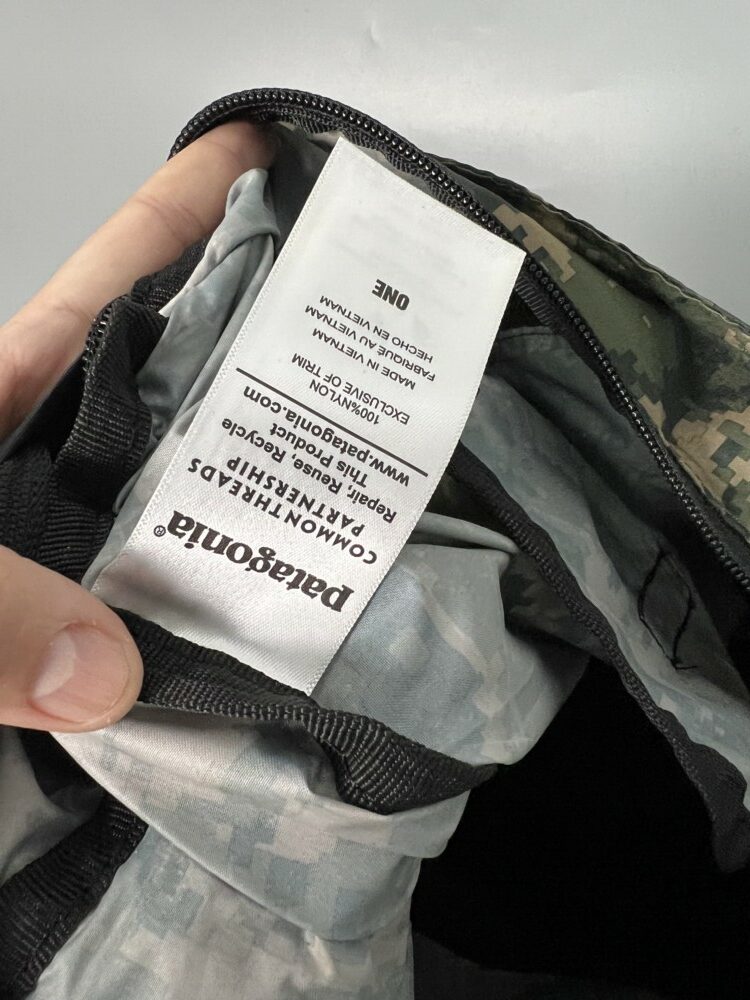 patagonia®
COMMON THREADS
PARTNERSHIP
Repair, Reuse, Recycle
This Product
www.patagonia.com
100%NYLON
EXCLUSIVE OF TRIM
MADE IN VIETNAM
FABRIQUÉ AU VIETNAM
HECHO EN VIETNAM
ONE